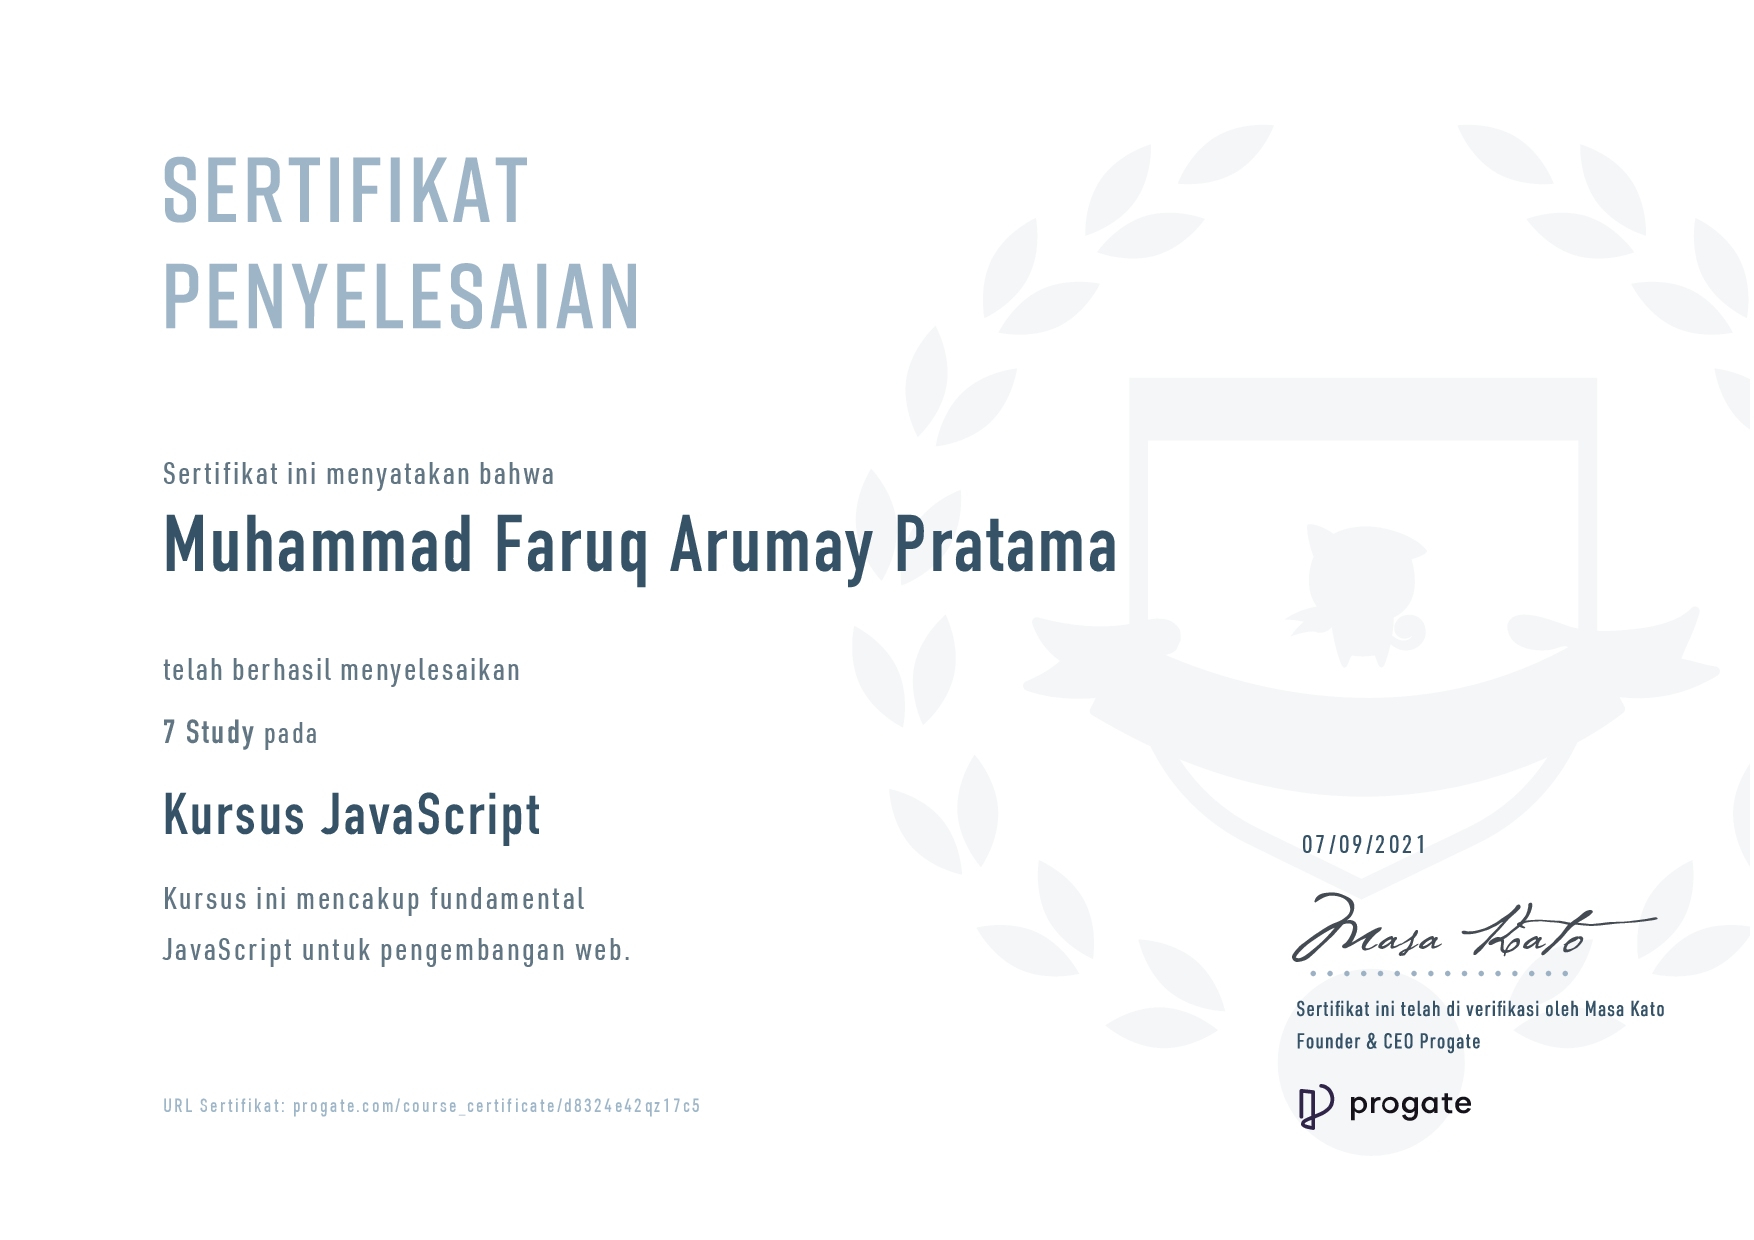 SERTIFIKAT
PENYELESAIAN
Sertifikat ini menyatakan bahwa
Muhammad Faruq Arumay Pratama
telah berhasil menyelesaikan
7 Study pada
Kursus JavaScript
Kursus ini mencakup fundamental
JavaScript untuk pengembangan web.
07/09/2021
Masa Kato
Sertifikat ini telah di verifikasi oleh Masa Kato
Founder & CEO Progate
progate
URL Sertifikat: progate.com/course_certificate/d8324e42qz17c5